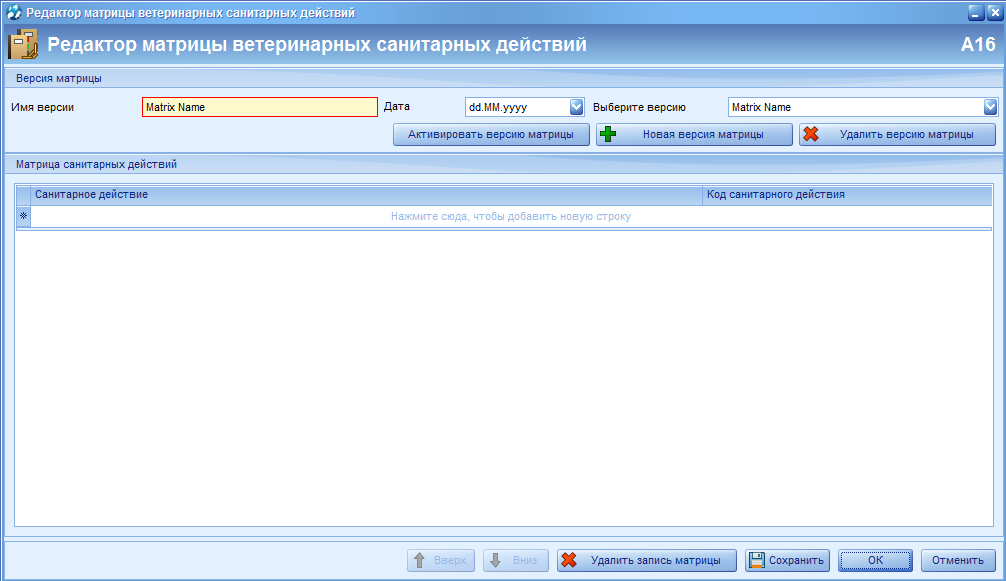 Редактор матрицы ветеринарных санитарных действий
Редактор матрицы ветеринарных санитарных действий A16
Версия матрицы
Имя версии Matrix Name Дата dd.MM.yyyy Выберите версию Matrix Name
Активировать версию матрицы Новая версия матрицы Удалить версию матрицы
Матрица санитарных действий
Санитарное действие Код санитарного действия
Нажмите сюда, чтобы добавить новую строку
Вверх Вниз Удалить запись матрицы Сохранить OK Отменить